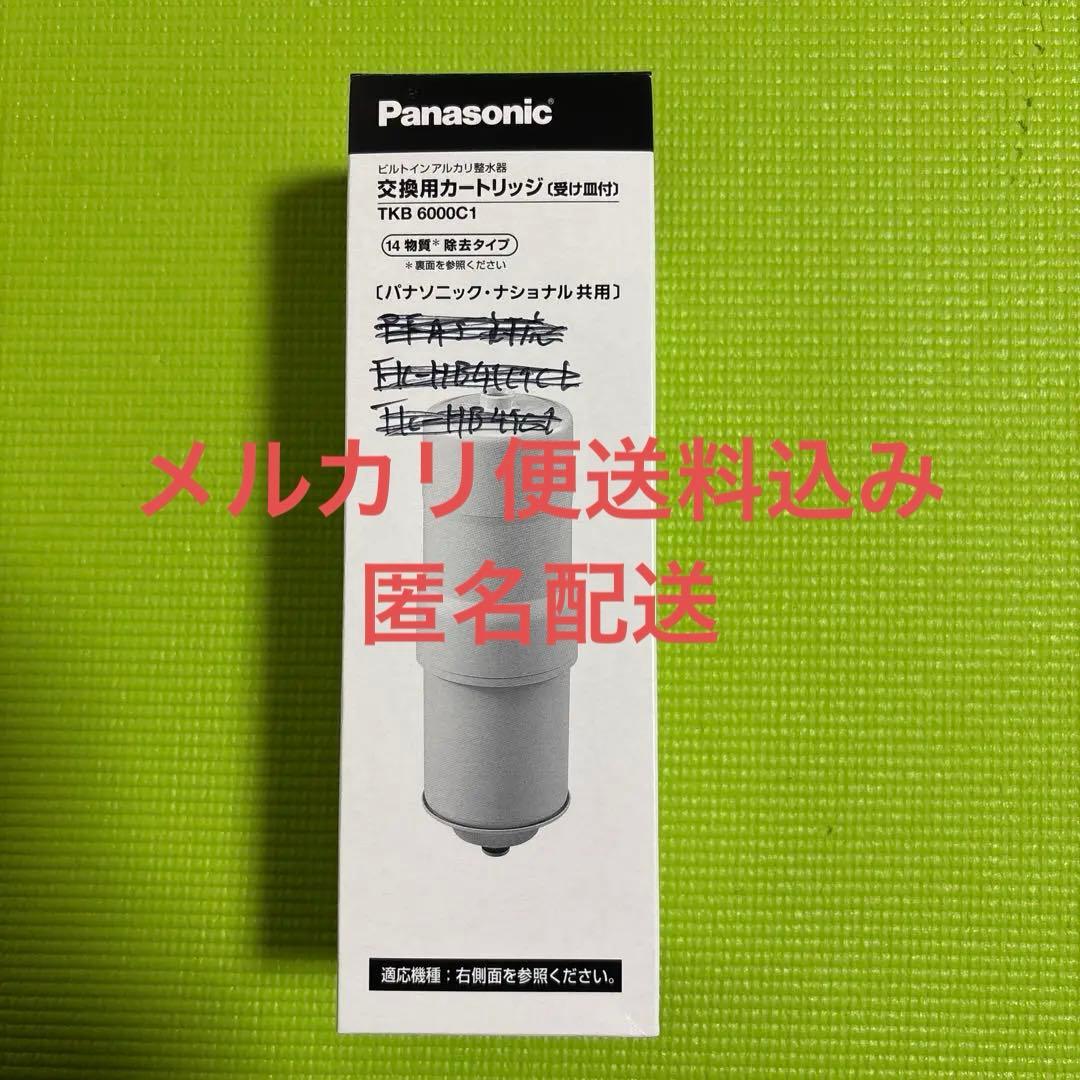 Panasonic
ビルトインアルカリ整水器
交換用カートリッジ〔受け皿付〕
TKB 6000C1
14 物質* 除去タイプ
*裏面を参照ください
〔パナソニック・ナショナル共用〕
メルカリ便送料込み
匿名配送
適応機種：右側面を参照ください。